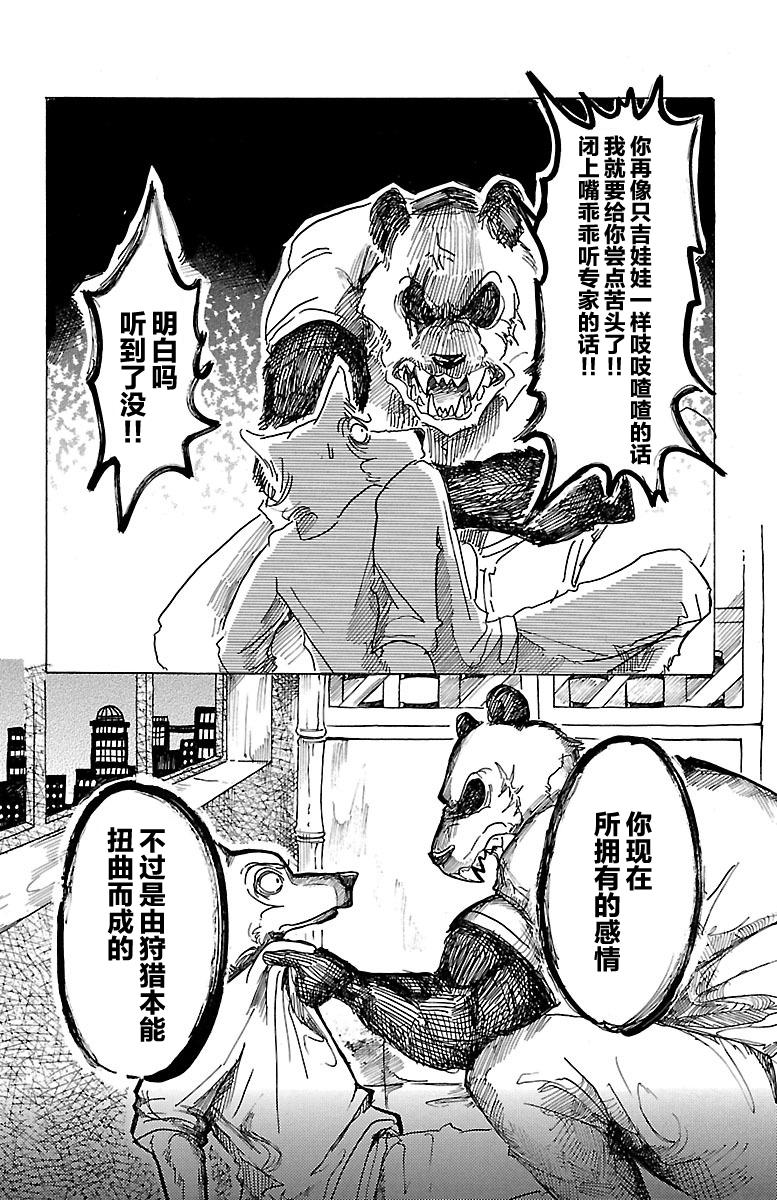 你再像只吉娃娃一样吱吱喳喳的话
我就要给你尝点苦头了!!
闭上嘴乖乖听专家的话!!
明白吗
听到了没!!
你现在
所拥有的感情
不过是由狩猎本能
扭曲而成的